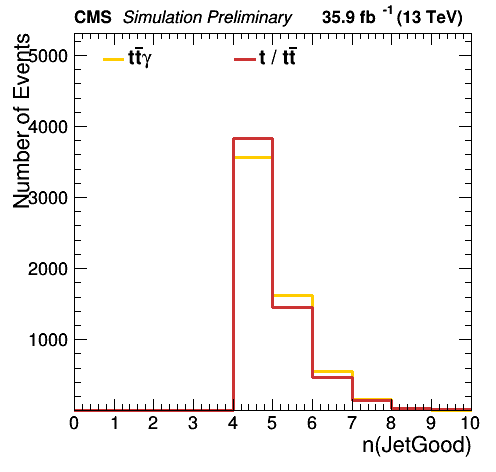 CMS Simulation Preliminary 35.9 fb⁻¹ (13 TeV)
tt̄γ t / tt̄
Number of Events
5000
4000
3000
2000
1000
0 1 2 3 4 5 6 7 8 9 10
n(JetGood)